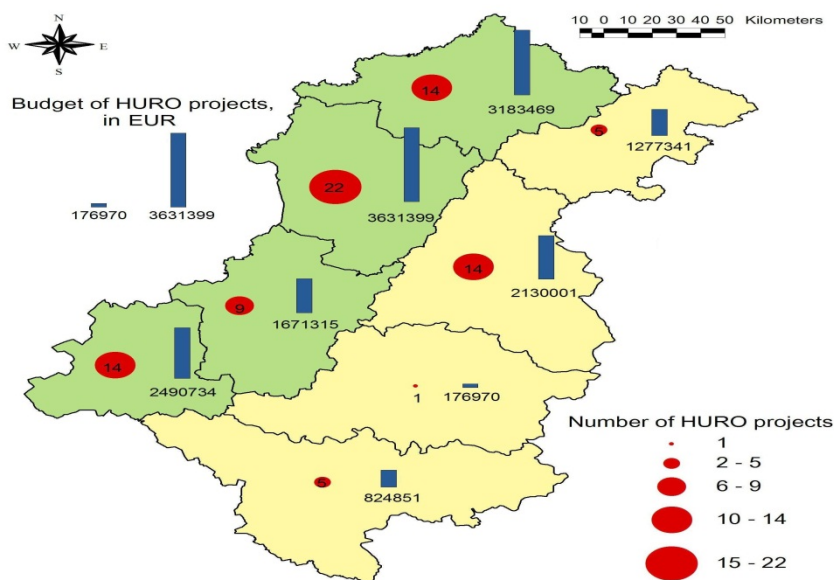 N
W E
S
10 0 10 20 30 40 50 Kilometers
Budget of HURO projects,
in EUR
176970 3631399
14
3183469
5
1277341
22
3631399
14
2130001
9
1671315
14
2490734
1 176970
5
824851
Number of HURO projects
1
2 - 5
6 - 9
10 - 14
15 - 22